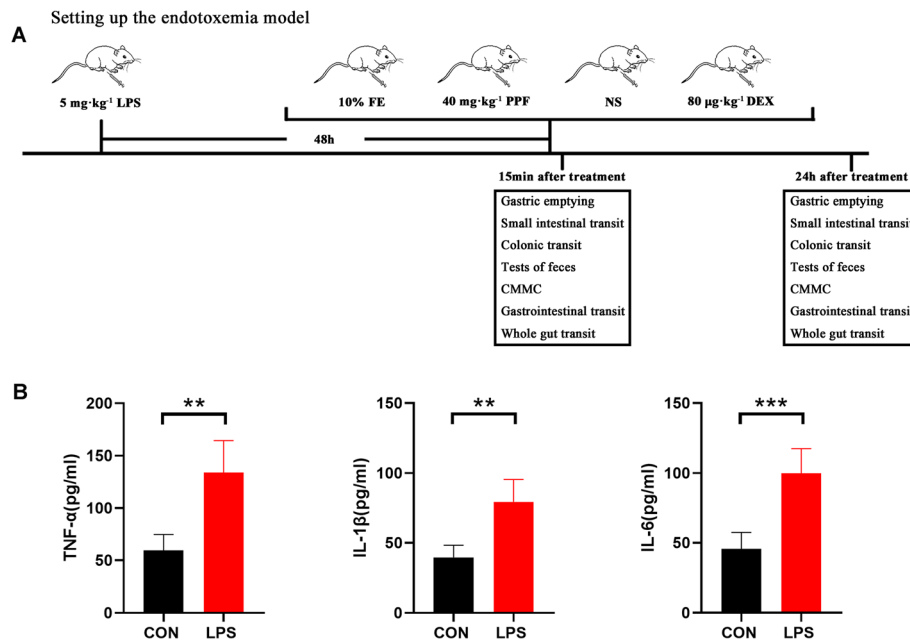 Setting up the endotoxemia model
A
5 mg·kg⁻¹ LPS
10% FE
40 mg·kg⁻¹ PPF
NS
80 µg·kg⁻¹ DEX
48h
15min after treatment
Gastric emptying
Small intestinal transit
Colonic transit
Tests of feces
CMMC
Gastrointestinal transit
Whole gut transit
24h after treatment
Gastric emptying
Small intestinal transit
Colonic transit
Tests of feces
CMMC
Gastrointestinal transit
Whole gut transit
B
TNF-α(pg/ml)
200
150
100
50
0
**
CON LPS
IL-1β(pg/ml)
150
100
50
0
**
CON LPS
IL-6(pg/ml)
150
100
50
0
***
CON LPS